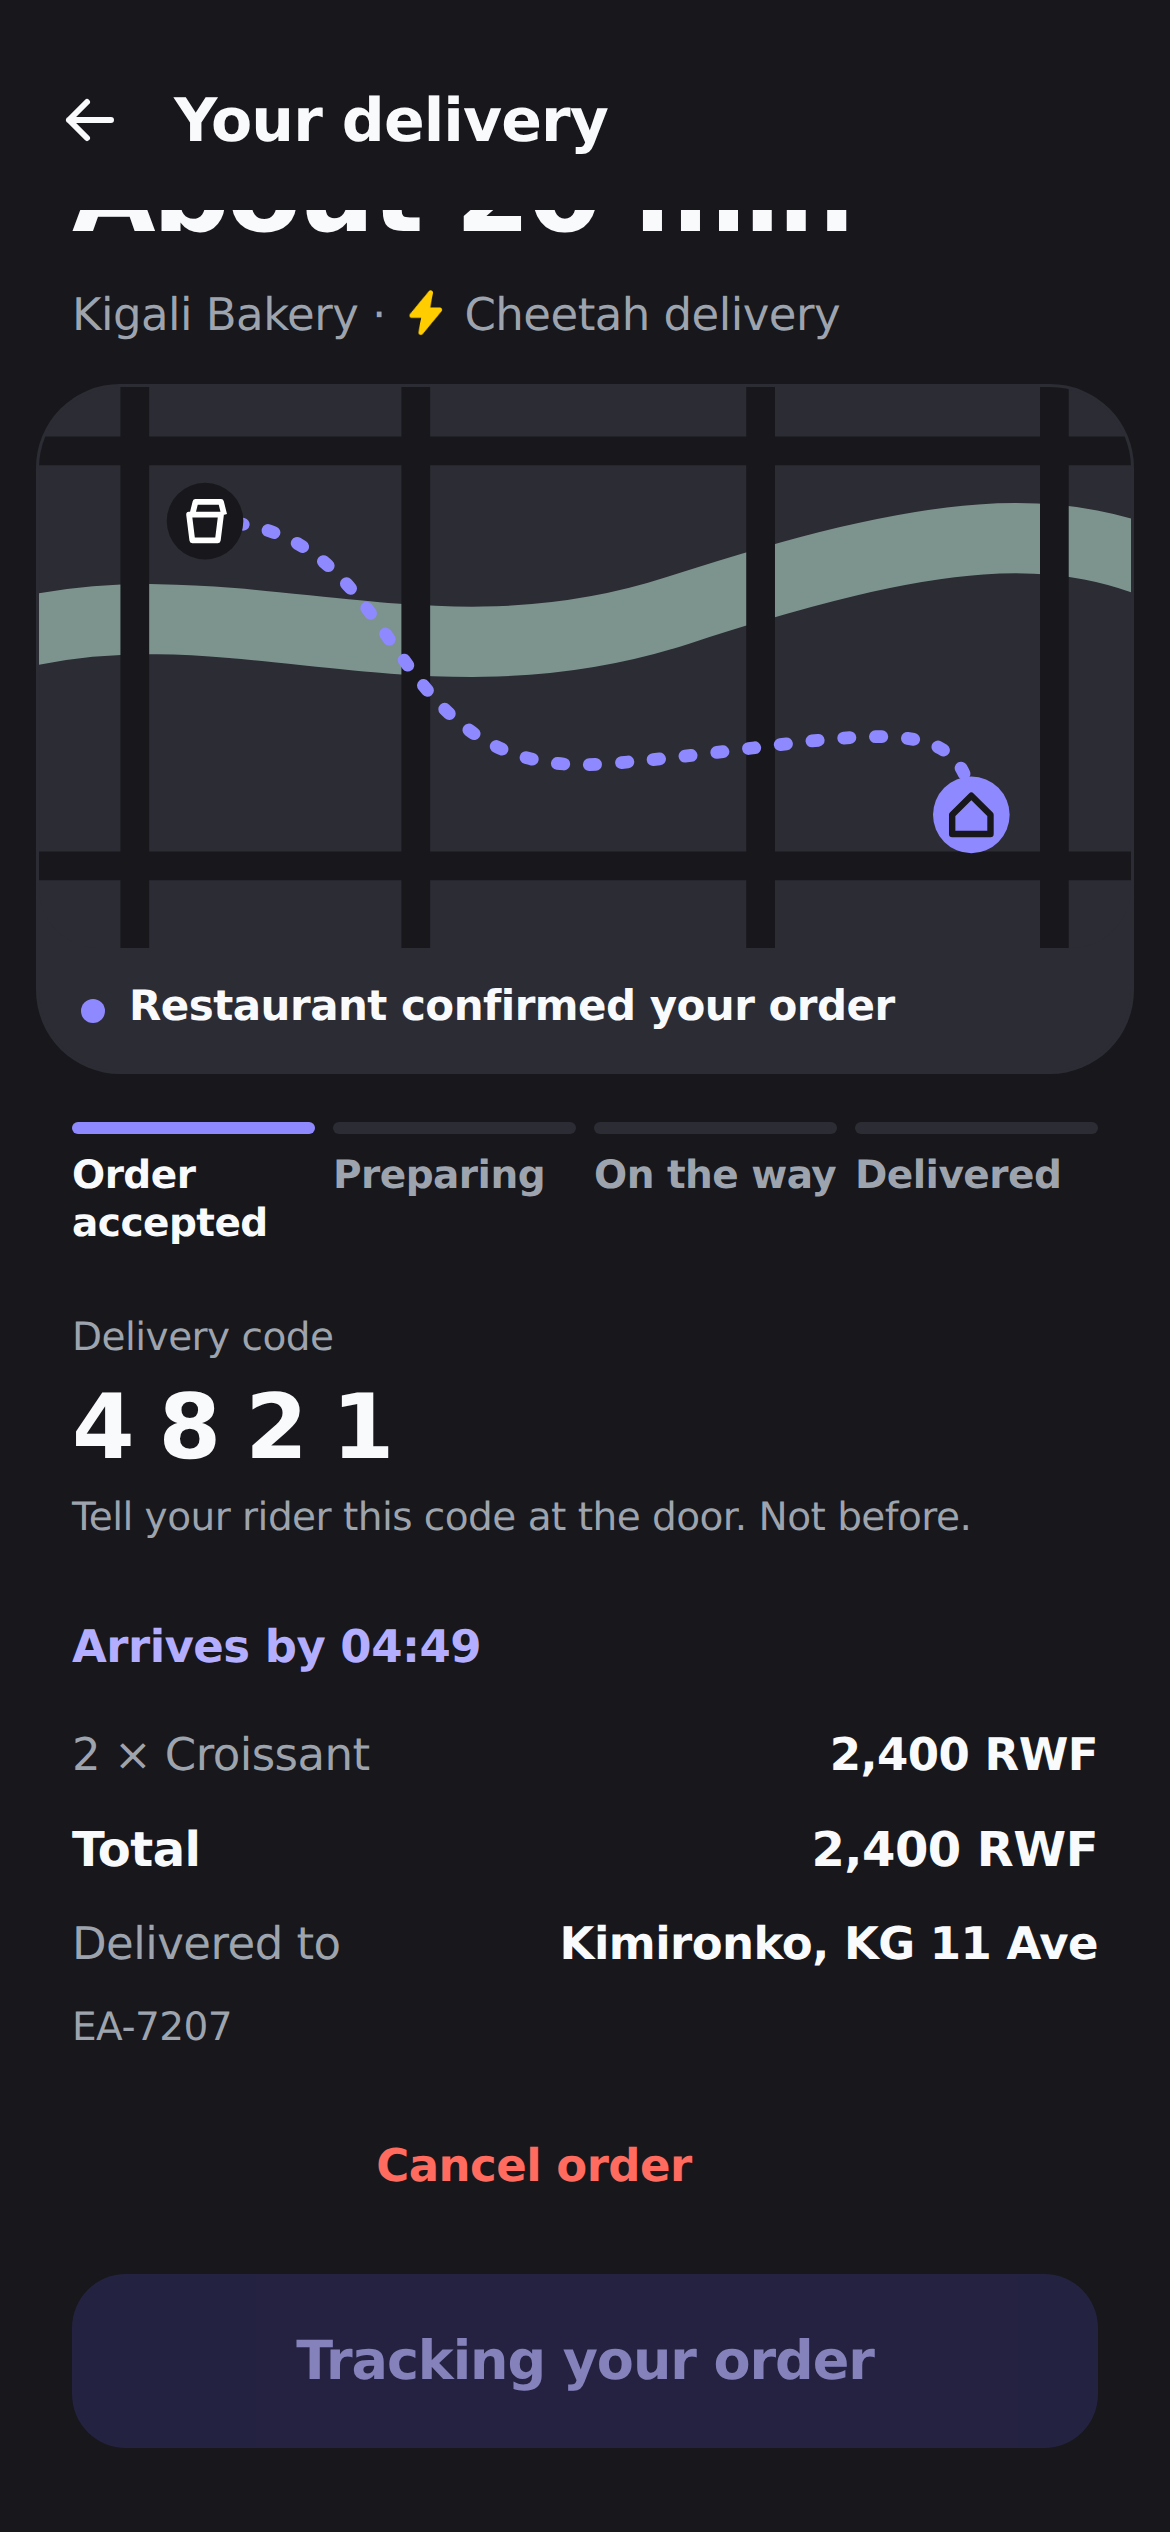 Your delivery
About 20 min
Kigali Bakery · ⚡ Cheetah delivery
Restaurant confirmed your order
Order accepted
Preparing
On the way
Delivered
Delivery code
4 8 2 1
Tell your rider this code at the door. Not before.
Arrives by 04:49
2 × Croissant 2,400 RWF
Total 2,400 RWF
Delivered to Kimironko, KG 11 Ave
EA-7207
Cancel order
Tracking your order